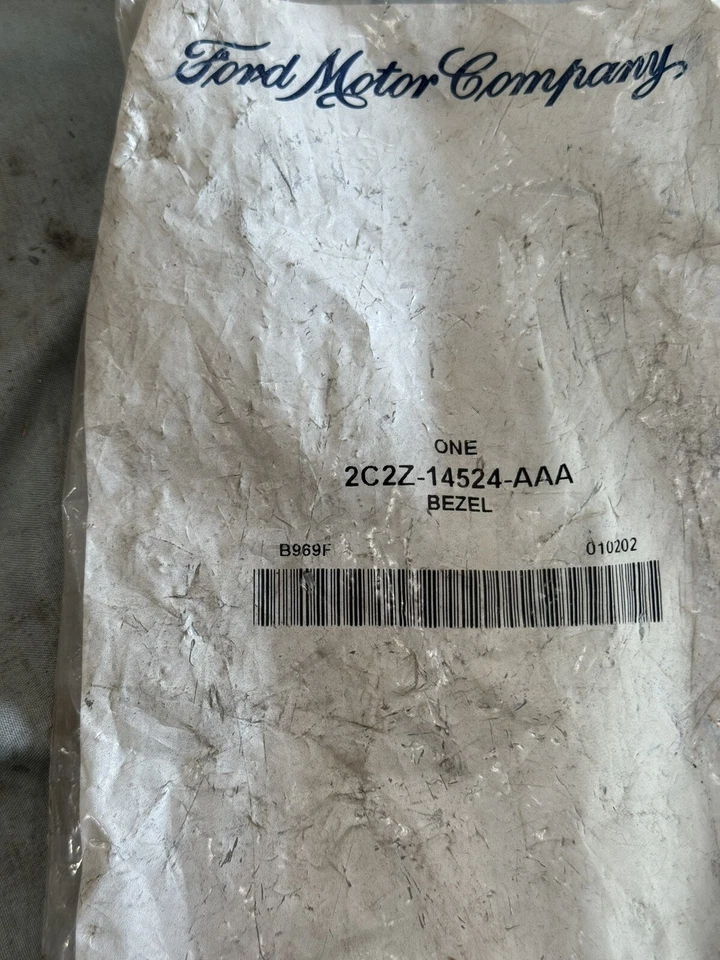 Ford Motor Company,
ONE
2C2Z-14524-AAA
BEZEL
B969F 010202